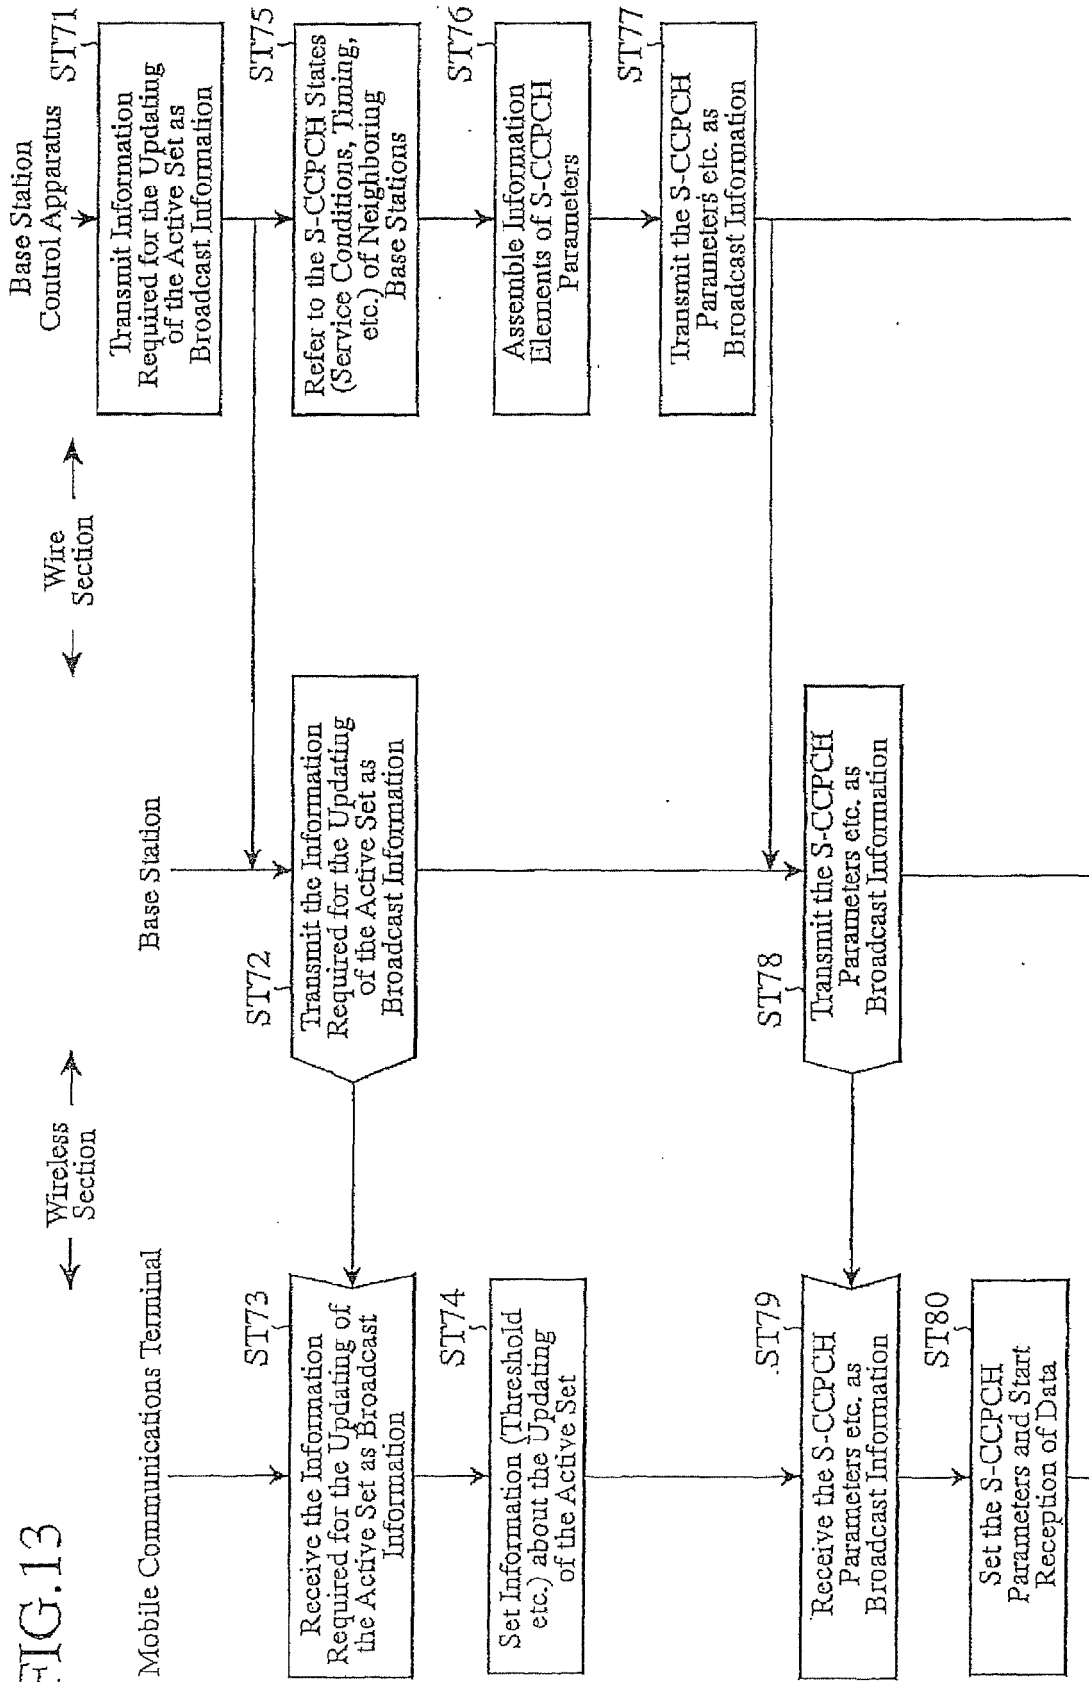 FIG.13
Mobile Communications Terminal
Wireless
Section
Base Station
Wire
Section
Base Station
Control Apparatus
ST71
Transmit Information
Required for the Updating
of the Active Set as
Broadcast Information
ST72
Transmit the Information
Required for the Updating
of the Active Set as
Broadcast Information
ST73
Receive the Information
Required for the Updating of
the Active Set as Broadcast
Information
ST74
Set Information (Threshold
etc.) about the Updating
of the Active Set
ST75
Refer to the S-CCPCH States
(Service Conditions, Timing,
etc.) of Neighboring
Base Stations
ST76
Assemble Information
Elements of S-CCPCH
Parameters
ST77
Transmit the S-CCPCH
Parameters etc. as
Broadcast Information
ST78
Transmit the S-CCPCH
Parameters etc. as
Broadcast Information
ST79
Receive the S-CCPCH
Parameters etc. as
Broadcast Information
ST80
Set the S-CCPCH
Parameters and Start
Reception of Data